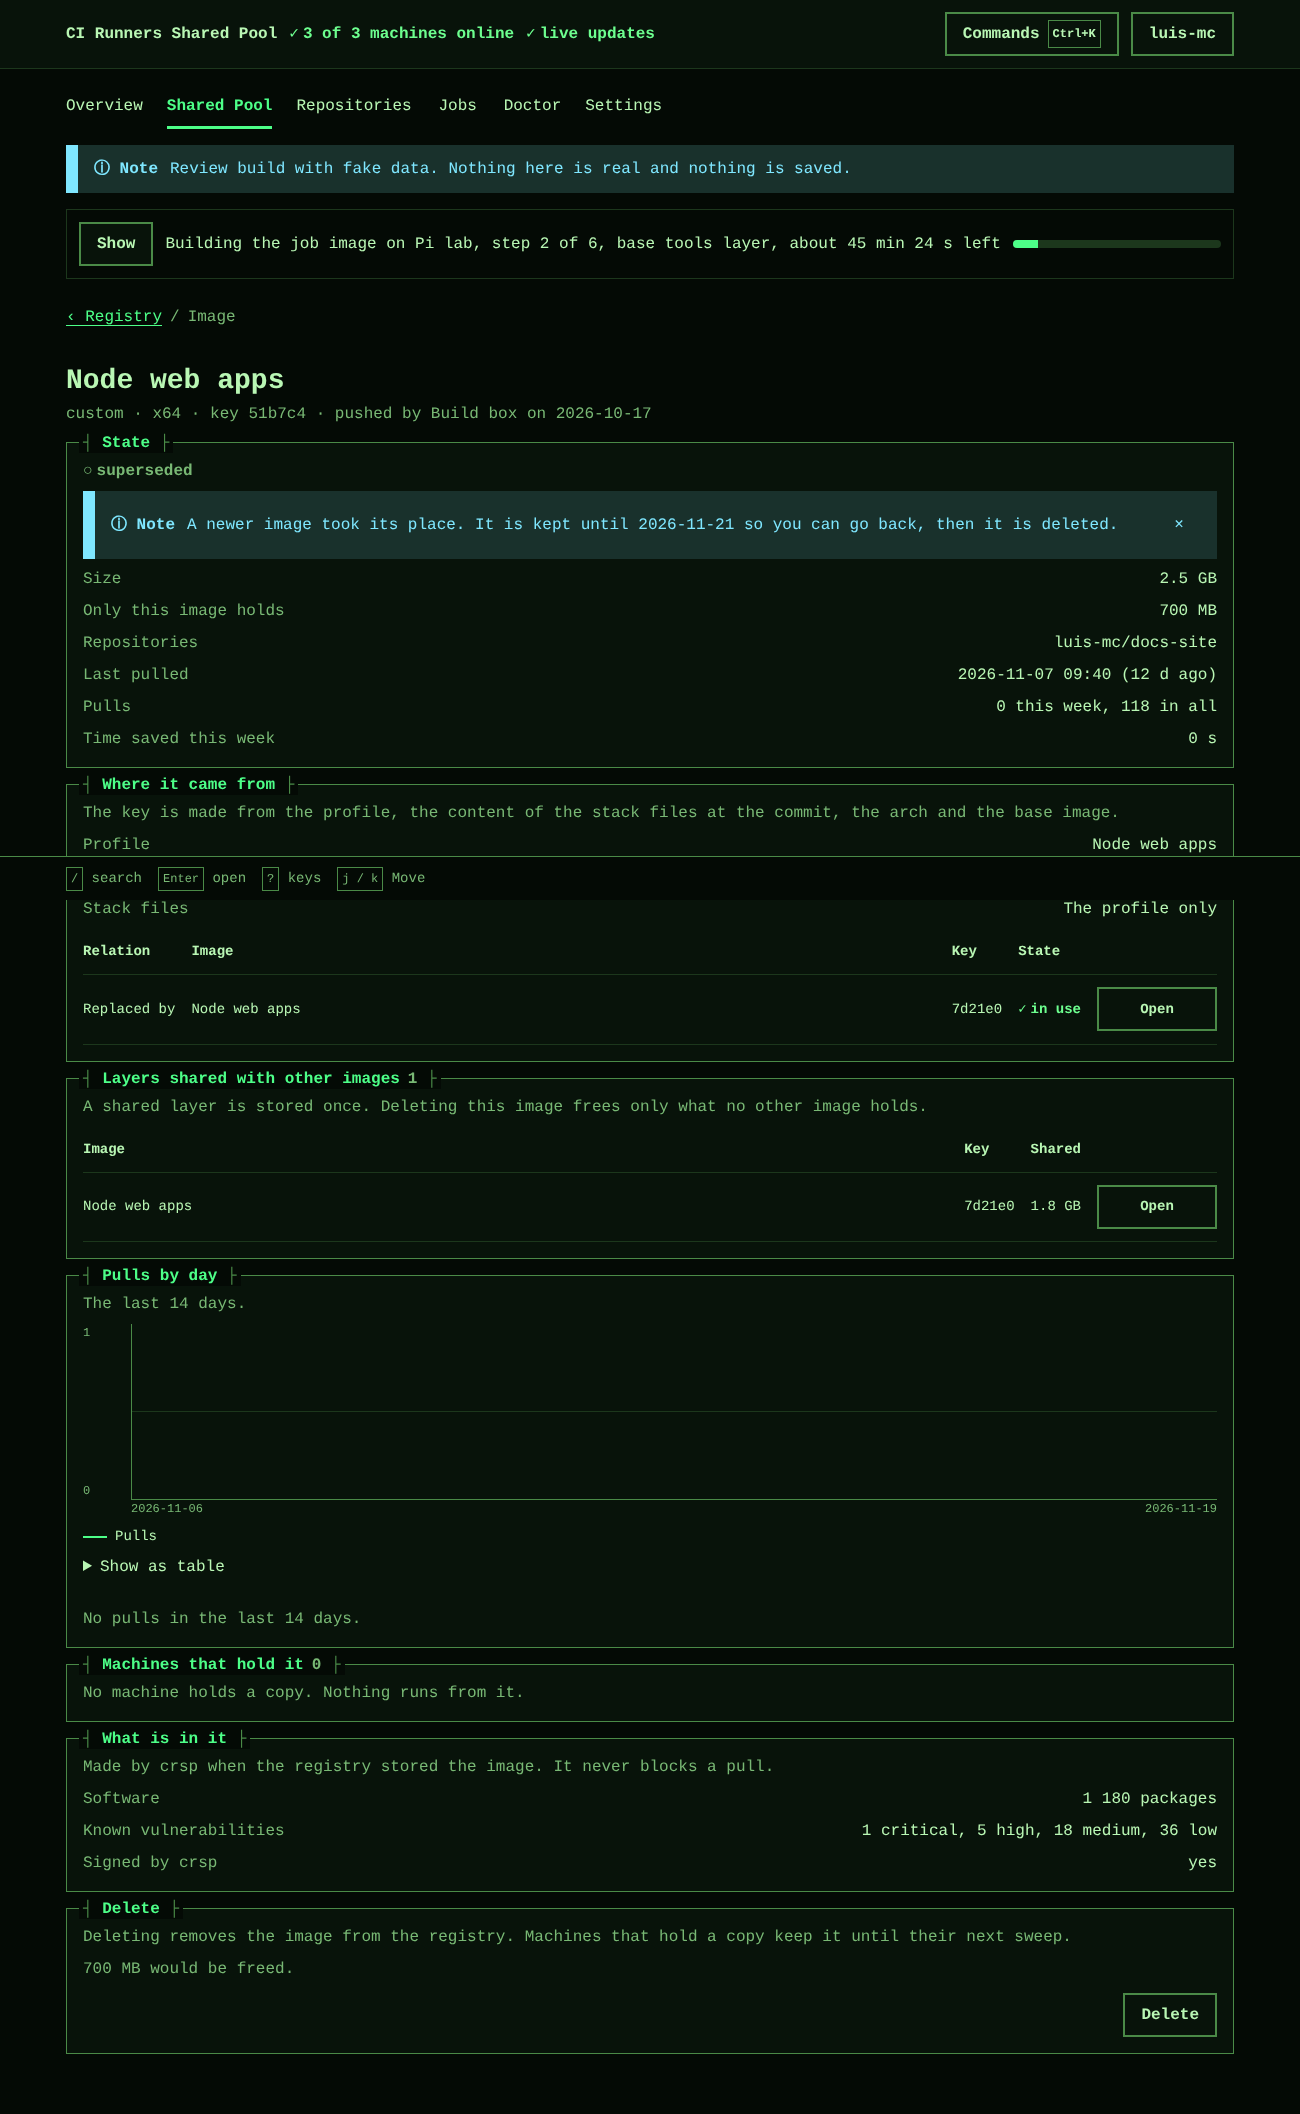 CI Runners Shared Pool ✓ 3 of 3 machines online ✓ live updates
Commands Ctrl+K luis-mc
Overview Shared Pool Repositories Jobs Doctor Settings
ⓘ Note Review build with fake data. Nothing here is real and nothing is saved.
Show Building the job image on Pi lab, step 2 of 6, base tools layer, about 45 min 24 s left
‹ Registry / Image
Node web apps
custom · x64 · key 51b7c4 · pushed by Build box on 2026-10-17
State
○ superseded
ⓘ Note A newer image took its place. It is kept until 2026-11-21 so you can go back, then it is deleted. ×
Size 2.5 GB
Only this image holds 700 MB
Repositories luis-mc/docs-site
Last pulled 2026-11-07 09:40 (12 d ago)
Pulls 0 this week, 118 in all
Time saved this week 0 s
Where it came from
The key is made from the profile, the content of the stack files at the commit, the arch and the base image.
Profile Node web apps
/ search Enter open ? keys j / k Move
Stack files The profile only
Relation Image Key State
Replaced by Node web apps 7d21e0 ✓ in use Open
Layers shared with other images 1
A shared layer is stored once. Deleting this image frees only what no other image holds.
Image Key Shared
Node web apps 7d21e0 1.8 GB Open
Pulls by day
The last 14 days.
1
0
2026-11-06 2026-11-19
Pulls
▶ Show as table
No pulls in the last 14 days.
Machines that hold it 0
No machine holds a copy. Nothing runs from it.
What is in it
Made by crsp when the registry stored the image. It never blocks a pull.
Software 1 180 packages
Known vulnerabilities 1 critical, 5 high, 18 medium, 36 low
Signed by crsp yes
Delete
Deleting removes the image from the registry. Machines that hold a copy keep it until their next sweep.
700 MB would be freed.
Delete